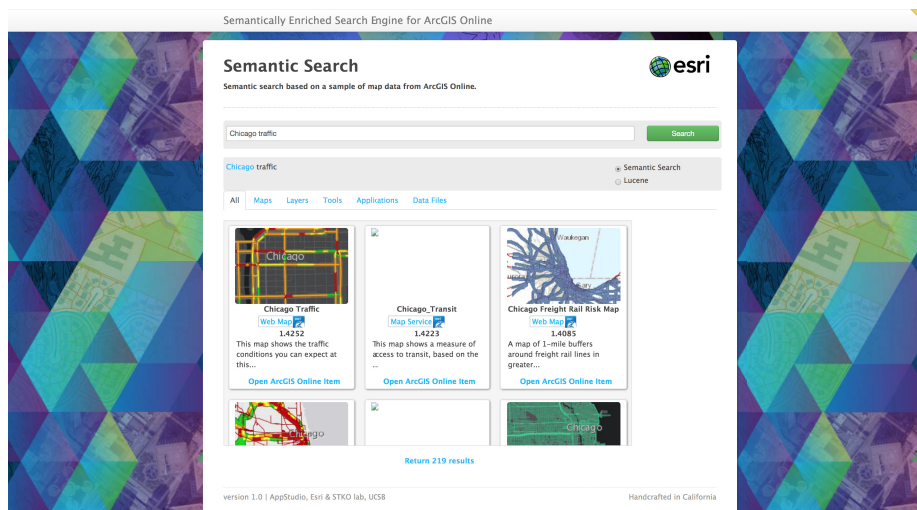 Semantically Enriched Search Engine for ArcGIS Online
Semantic Search
esri
Semantic search based on a sample of map data from ArcGIS Online.
Chicago traffic
Search
Chicago traffic
Semantic Search
Lucene
All Maps Layers Tools Applications Data Files
Chicago
Waukegan
Chicago Traffic
Web Map
1.4252
This map shows the traffic
conditions you can expect at
this...
Open ArcGIS Online Item
Chicago_Transit
Map Service
1.4223
This map shows a measure of
access to transit, based on the
...
Open ArcGIS Online Item
Chicago Freight Rail Risk Map
Web Map
1.4085
A map of 1-mile buffers
around freight rail lines in
greater...
Open ArcGIS Online Item
Chicago
Return 219 results
version 1.0 | AppStudio, Esri & STKO lab, UCSB
Handcrafted in California